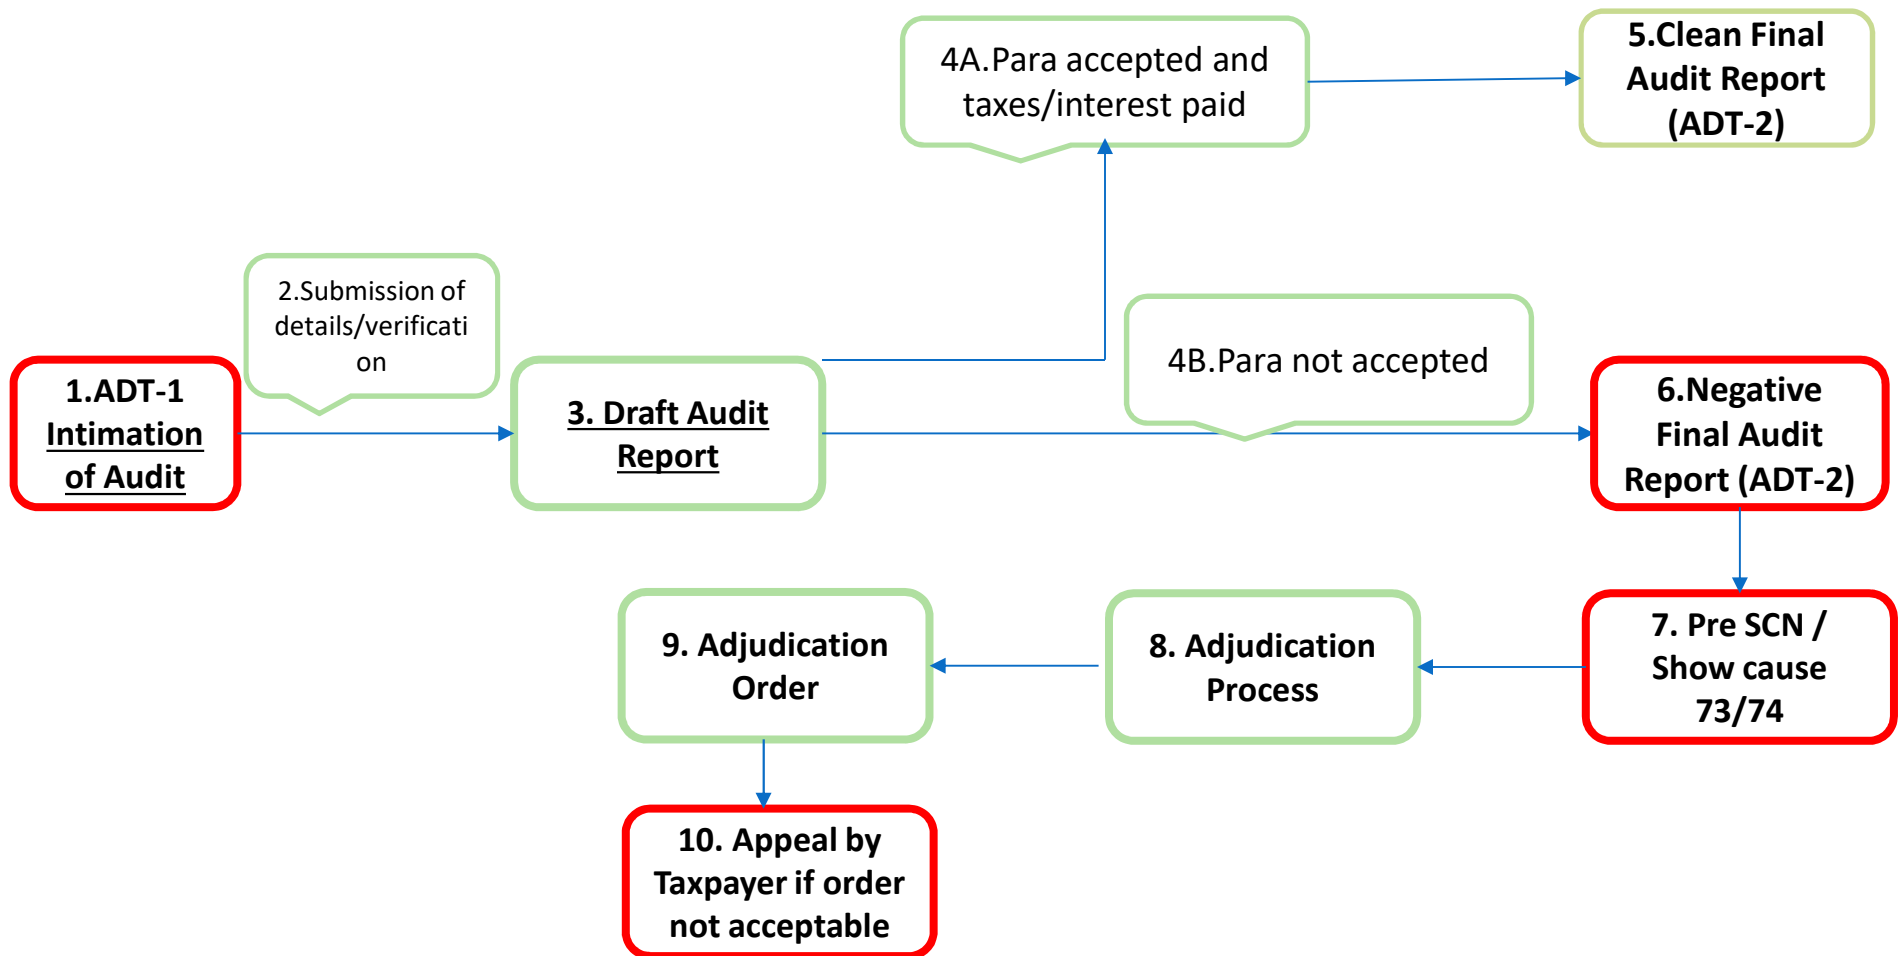 1.ADT-1
Intimation
of Audit
2.Submission of
details/verificati
on
3. Draft Audit
Report
4A.Para accepted and
taxes/interest paid
5.Clean Final
Audit Report
(ADT-2)
4B.Para not accepted
6.Negative
Final Audit
Report (ADT-2)
7. Pre SCN /
Show cause
73/74
8. Adjudication
Process
9. Adjudication
Order
10. Appeal by
Taxpayer if order
not acceptable